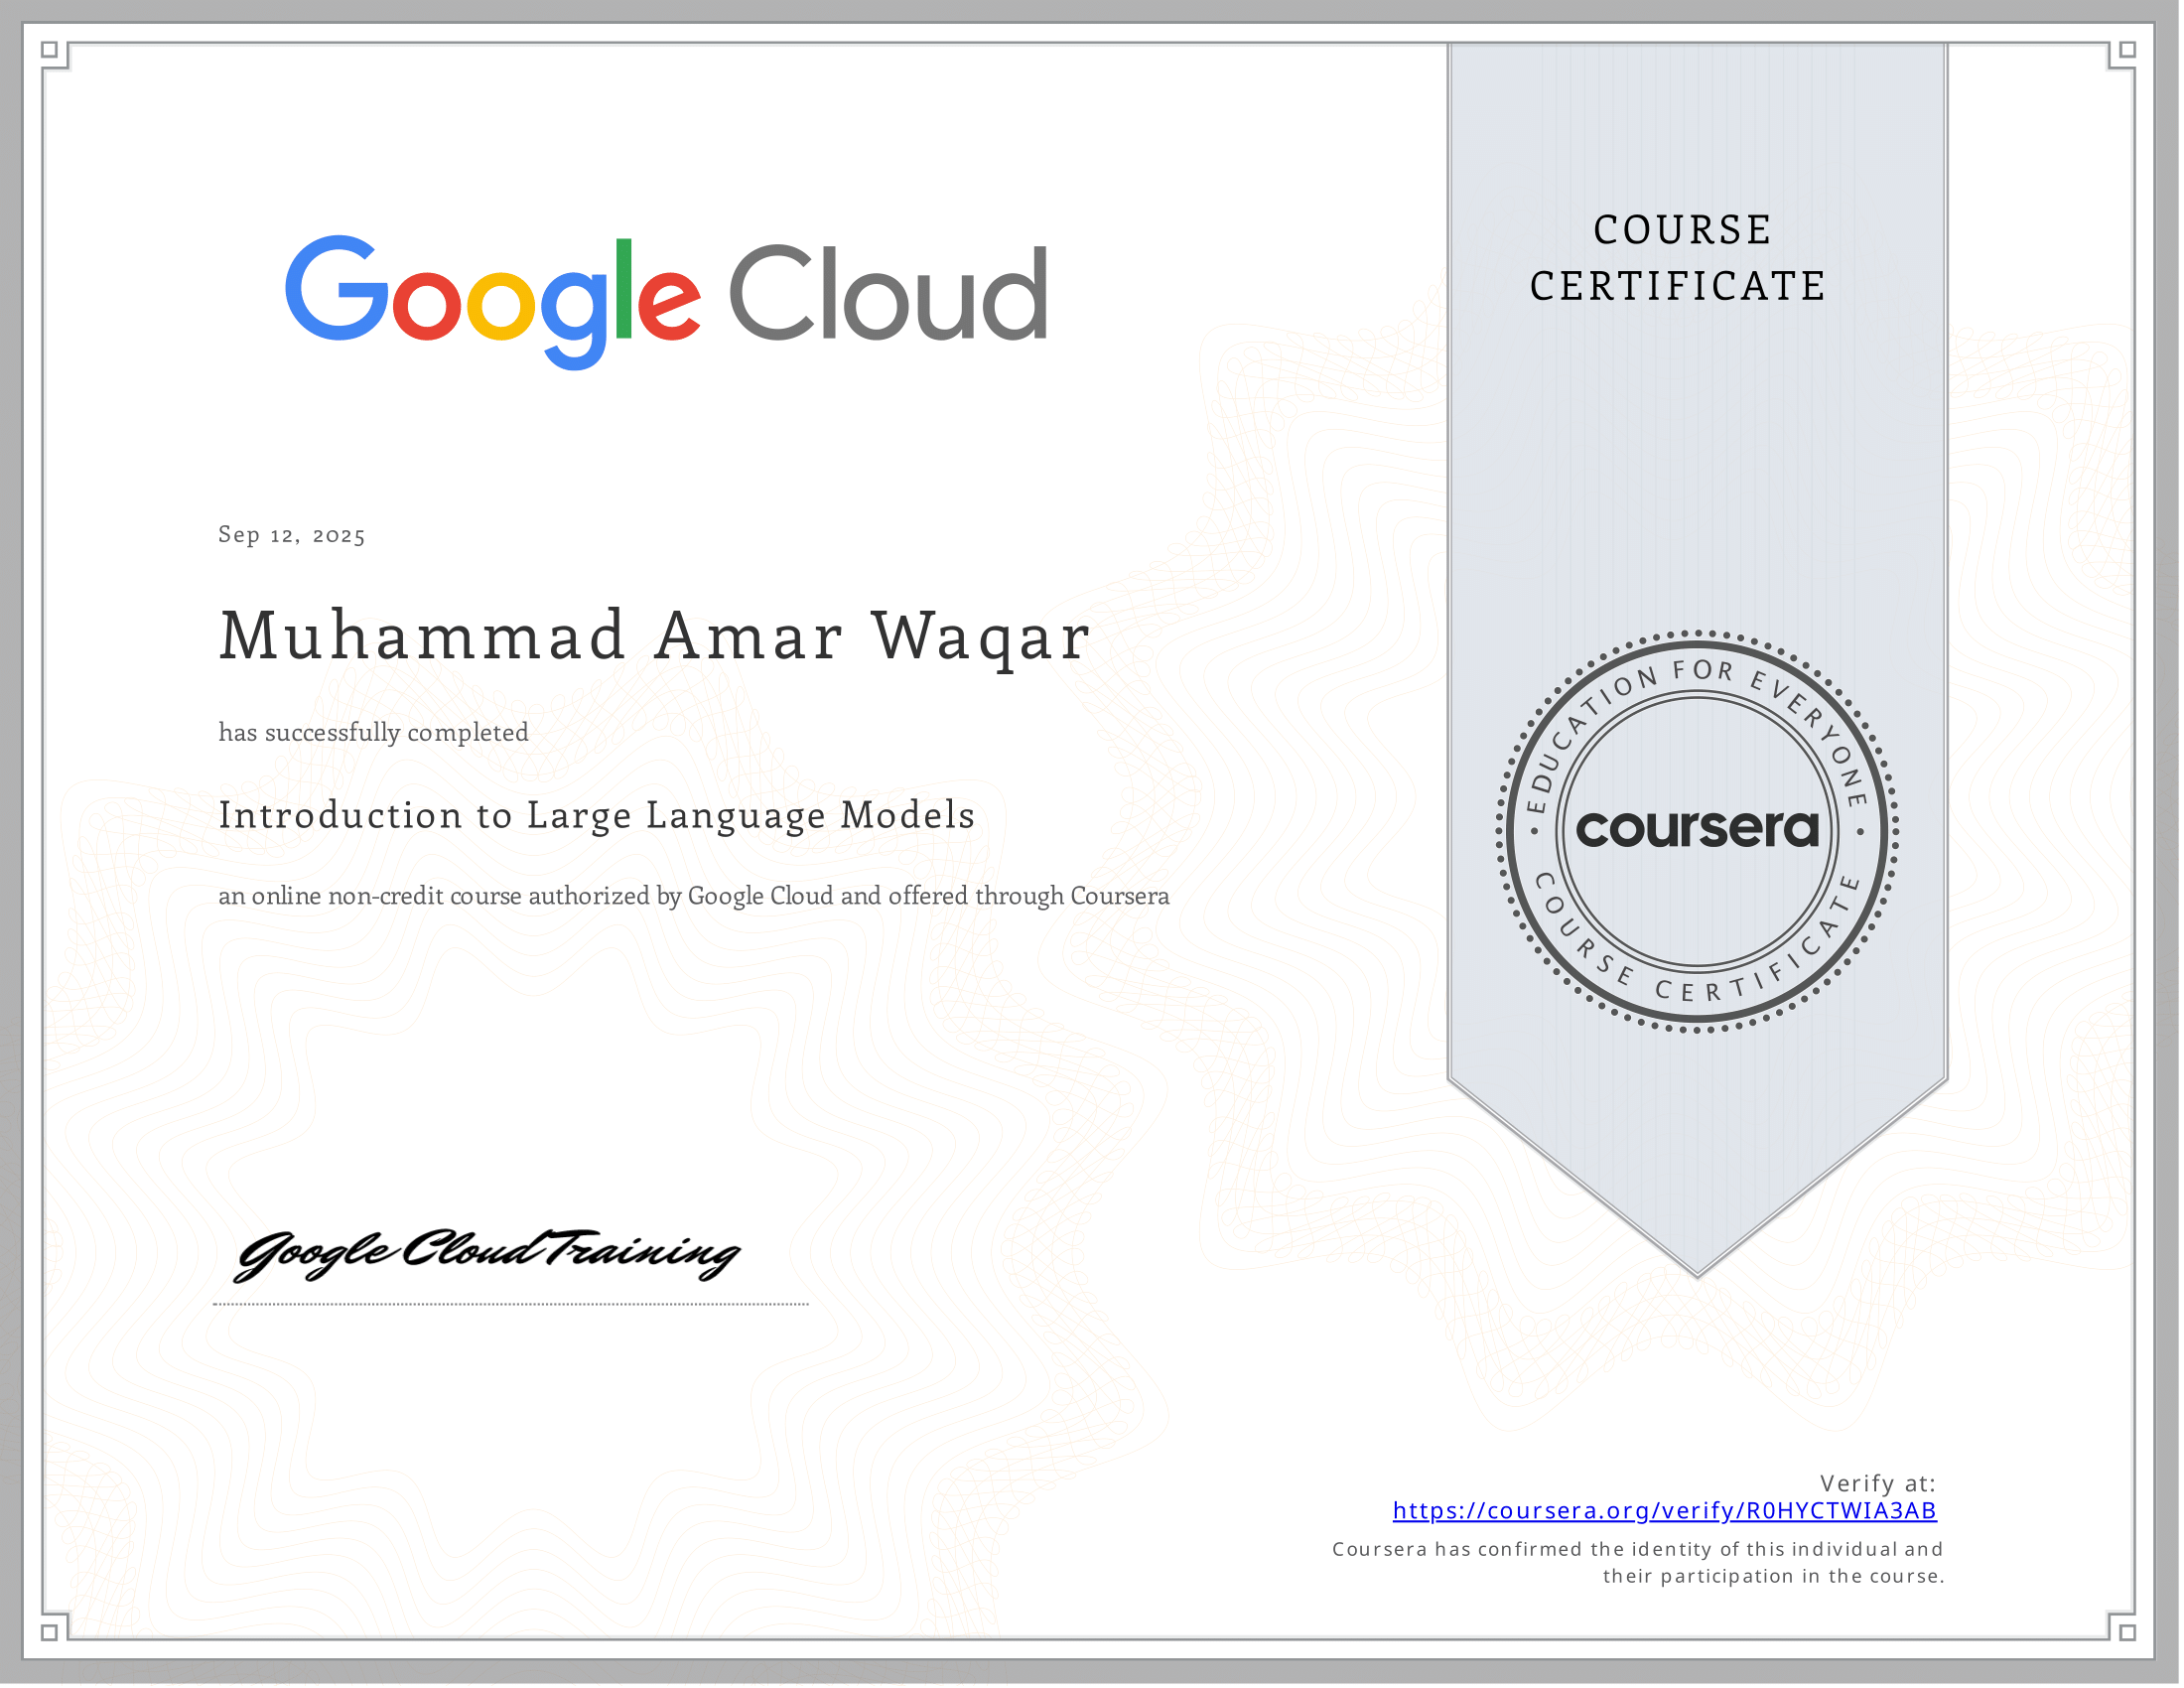 Google Cloud
COURSE
CERTIFICATE
Sep 12, 2025
Muhammad Amar Waqar
has successfully completed
Introduction to Large Language Models
an online non-credit course authorized by Google Cloud and offered through Coursera
EDUCATION FOR EVERYONE
coursera
COURSE CERTIFICATE
Google Cloud Training
Verify at:
https://coursera.org/verify/R0HYCTWIA3AB
Coursera has confirmed the identity of this individual and
their participation in the course.